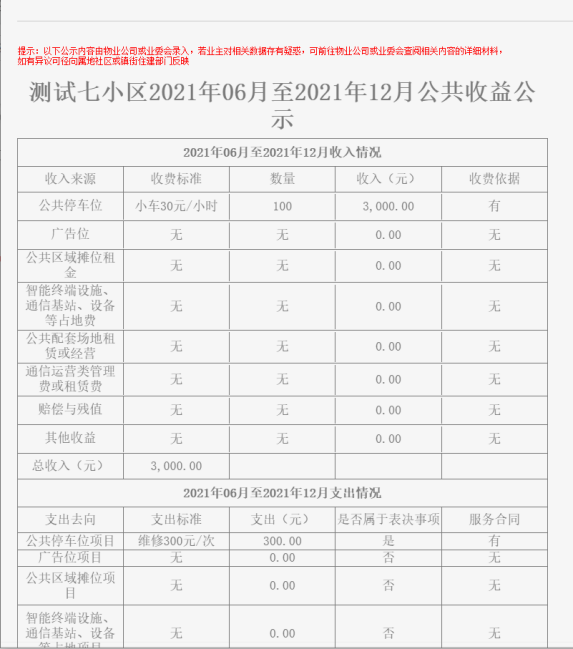 提示：以下公示内容由物业公司或业委会录入，若业主对相关数据存有疑惑，可前往物业公司或业委会查阅相关内容的详细材料，
如有异议可径向属地社区或镇街住建部门反映
测试七小区2021年06月至2021年12月公共收益公
示
2021年06月至2021年12月收入情况
收入来源 收费标准 数量 收入（元） 收费依据
公共停车位 小车30元/小时 100 3,000.00 有
广告位 无 无 0.00 无
公共区域摊位租
金 无 无 0.00 无
智能终端设施、
通信基站、设备
等占地费 无 无 0.00 无
公共配套场地租
赁或经营 无 无 0.00 无
通信运营类管理
费或租赁费 无 无 0.00 无
赔偿与残值 无 无 0.00 无
其他收益 无 无 0.00 无
总收入（元） 3,000.00
2021年06月至2021年12月支出情况
支出去向 支出标准 支出（元） 是否属于表决事项 服务合同
公共停车位项目 维修300元/次 300.00 是 有
广告位项目 无 0.00 否 无
公共区域摊位项
目 无 0.00 否 无
智能终端设施、
通信基站、设备
等占地项目 无 0.00 否 无